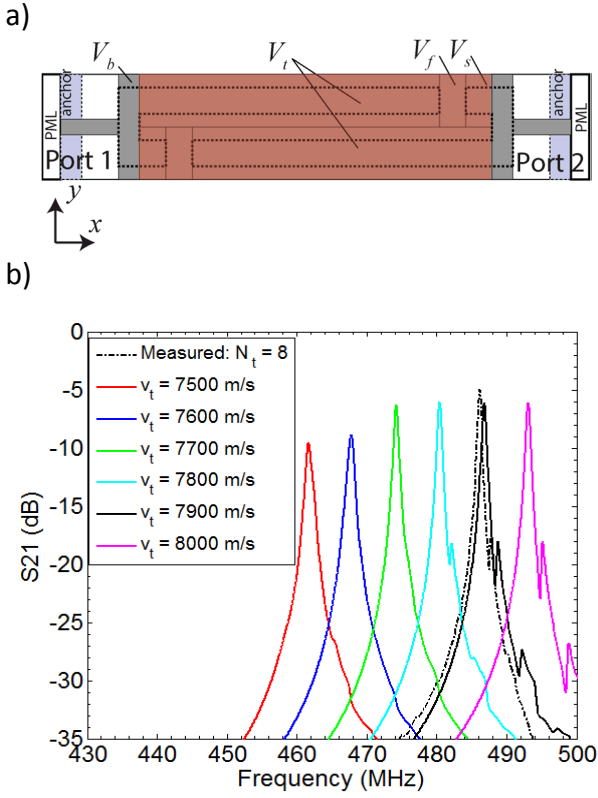 a)
V_b V_t V_f V_s
PML anchor anchor PML
Port 1 Port 2
y
x
b)
0
-5
-10
-15
-20
-25
-30
-35
S21 (dB)
Measured: N_t = 8
v_t = 7500 m/s
v_t = 7600 m/s
v_t = 7700 m/s
v_t = 7800 m/s
v_t = 7900 m/s
v_t = 8000 m/s
430 440 450 460 470 480 490 500
Frequency (MHz)